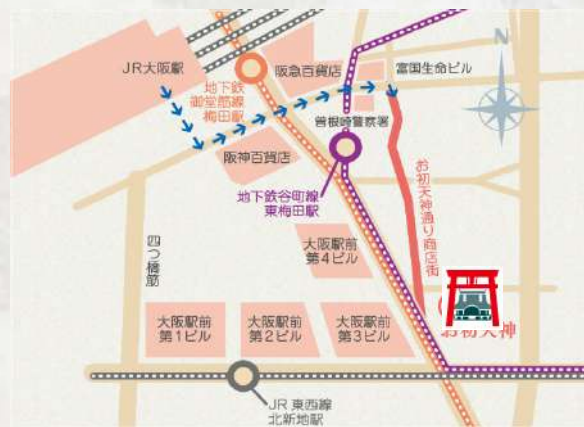 JR大阪駅
地下鉄
御堂筋線
梅田駅
阪急百貨店
富国生命ビル
N
曽根崎警察署
阪神百貨店
地下鉄谷町線
東梅田駅
お初天神通り商店街
四つ橋筋
大阪駅前
第4ビル
大阪駅前
第1ビル
大阪駅前
第2ビル
大阪駅前
第3ビル
お初天神
JR 東西線
北新地駅